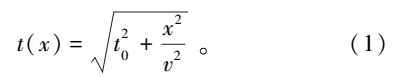 t(x) = √(t₀² + x²/v²) 。 (1)